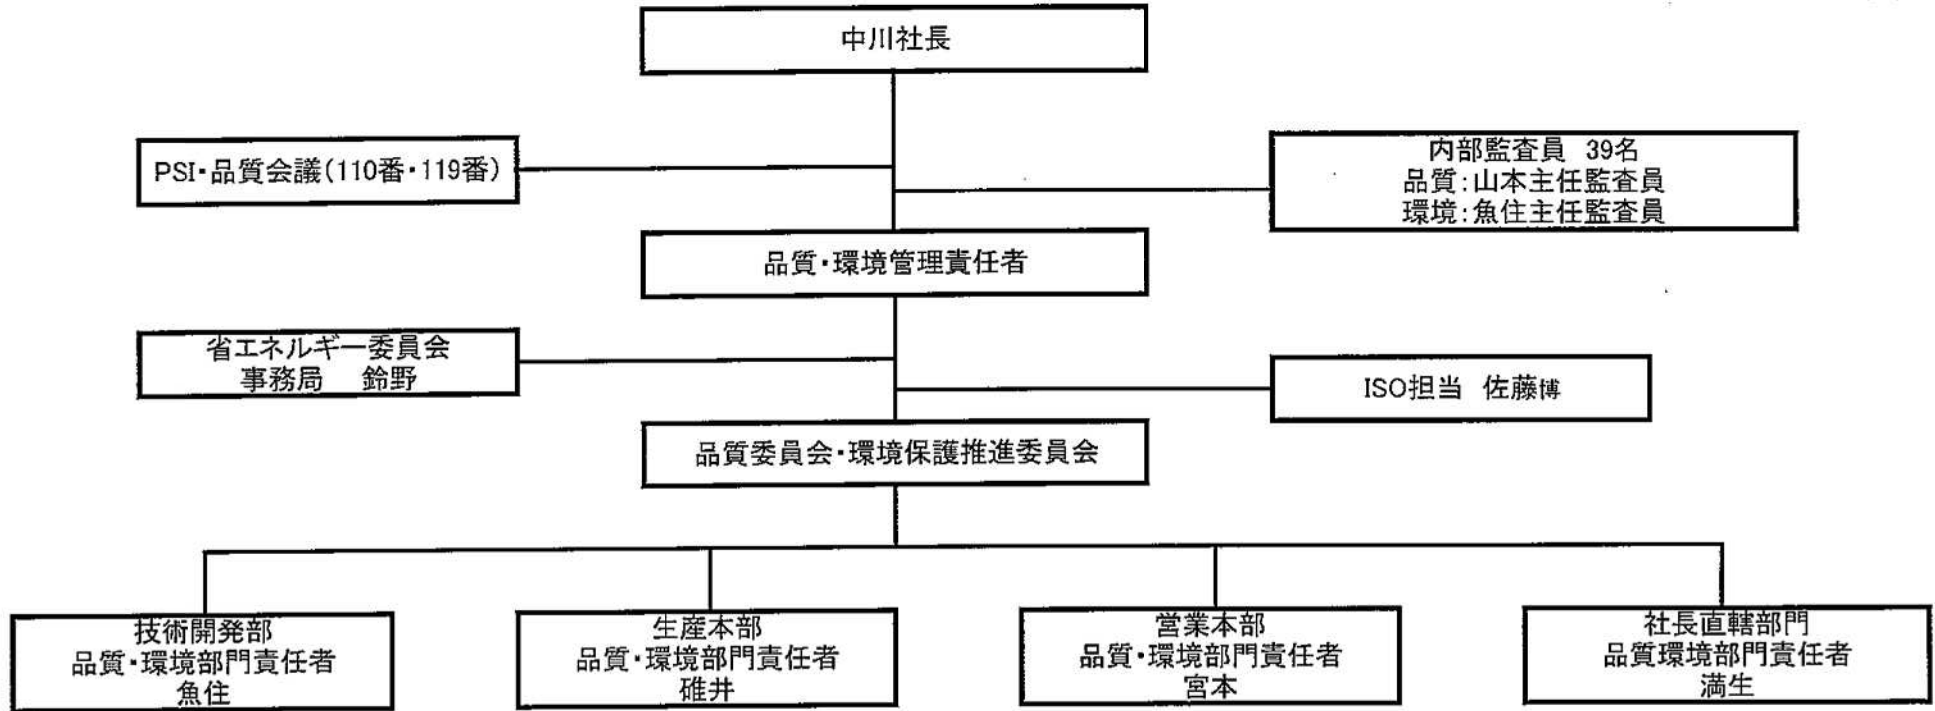 中川社長
PSI・品質会議(110番・119番)
内部監査員 39名
品質:山本主任監査員
環境:魚住主任監査員
品質・環境管理責任者
省エネルギー委員会
事務局 鈴野
ISO担当 佐藤博
品質委員会・環境保護推進委員会
技術開発部
品質・環境部門責任者
魚住
生産本部
品質・環境部門責任者
碓井
営業本部
品質・環境部門責任者
宮本
社長直轄部門
品質環境部門責任者
満生